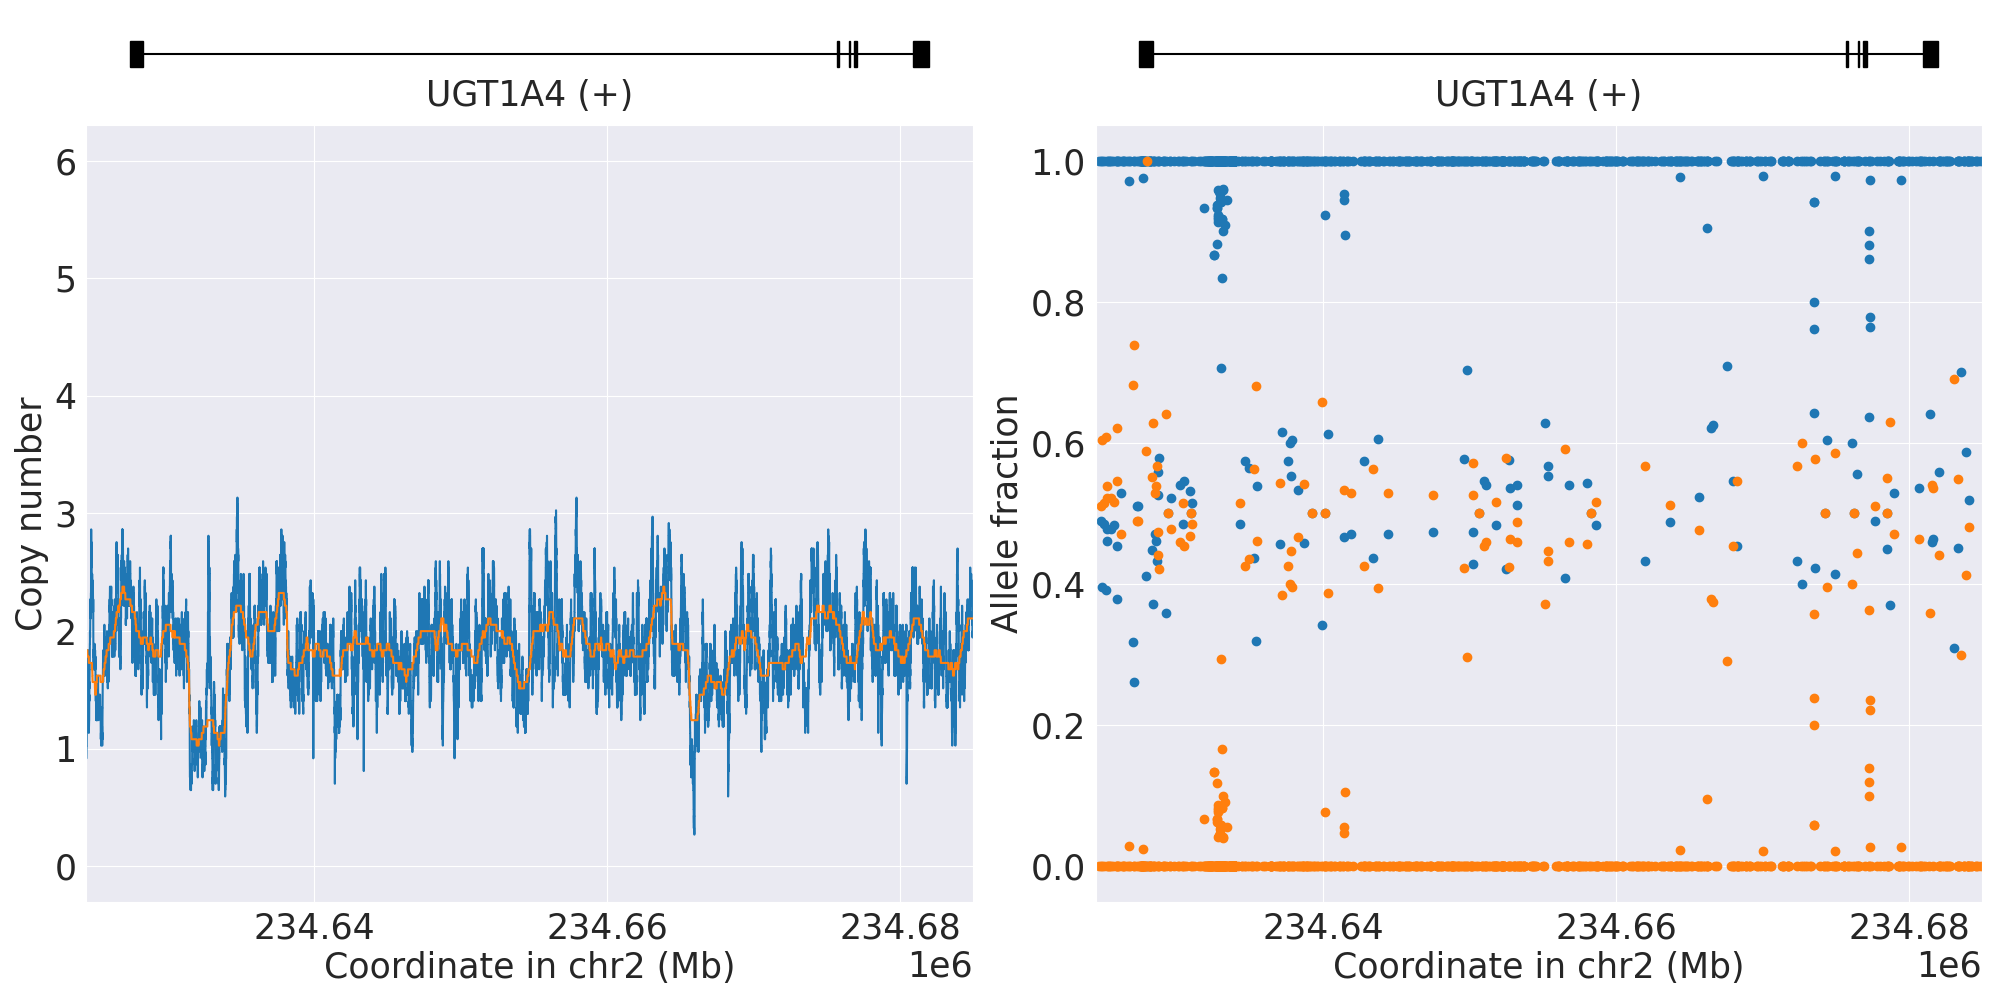 UGT1A4 (+)
6
5
4
3
2
1
0
Copy number
234.64
234.66
234.68
Coordinate in chr2 (Mb)
1e6
UGT1A4 (+)
1.0
0.8
0.6
0.4
0.2
0.0
Allele fraction
234.64
234.66
234.68
Coordinate in chr2 (Mb)
1e6